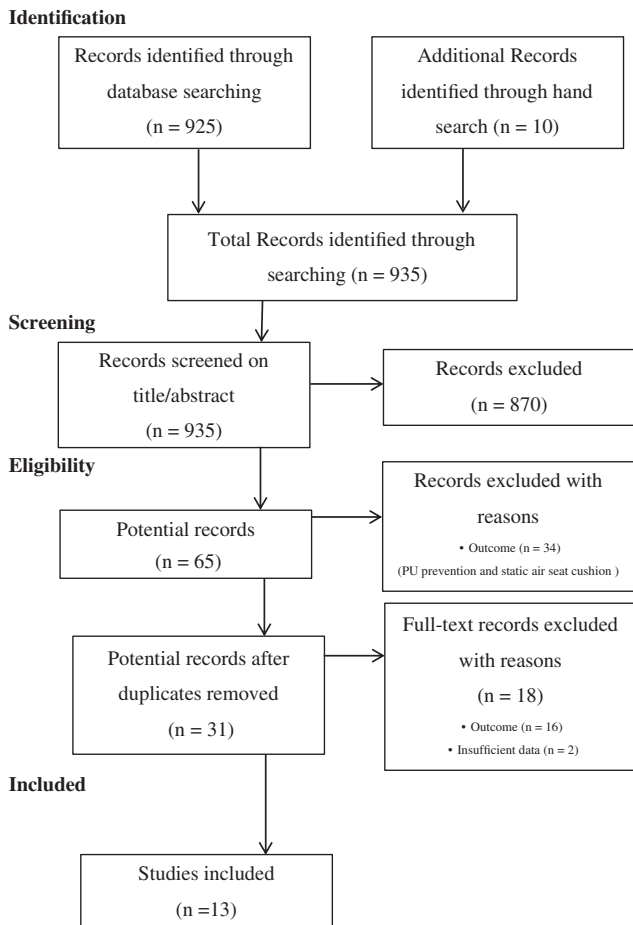 Identification
Records identified through
database searching
(n = 925)
Additional Records
identified through hand
search (n = 10)
Total Records identified through
searching (n = 935)
Screening
Records screened on
title/abstract
(n = 935)
Records excluded
(n = 870)
Eligibility
Potential records
(n = 65)
Records excluded with
reasons
• Outcome (n = 34)
(PU prevention and static air seat cushion )
Potential records after
duplicates removed
(n = 31)
Full-text records excluded
with reasons
(n = 18)
• Outcome (n = 16)
• Insufficient data (n = 2)
Included
Studies included
(n =13)